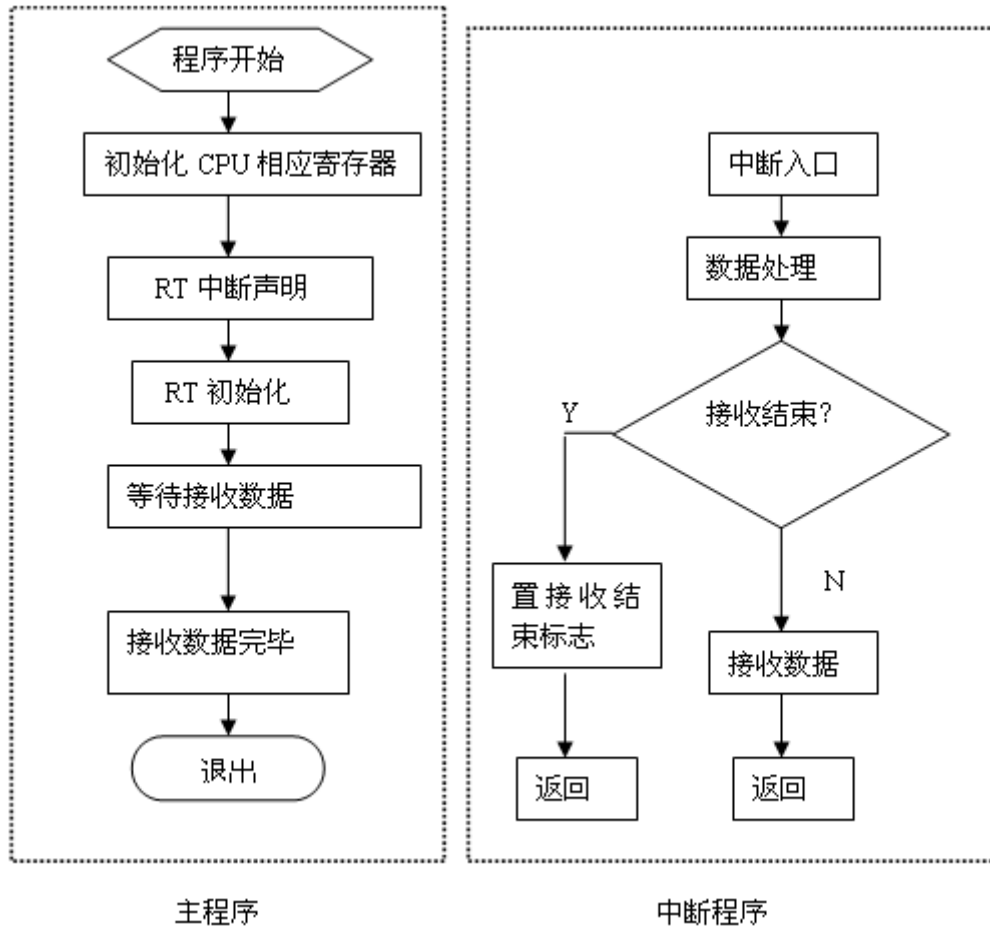 程序开始
初始化 CPU 相应寄存器
RT 中断声明
RT 初始化
等待接收数据
接收数据完毕
退出
主程序
中断入口
数据处理
接收结束?
Y
N
置接收结
束标志
接收数据
返回
返回
中断程序